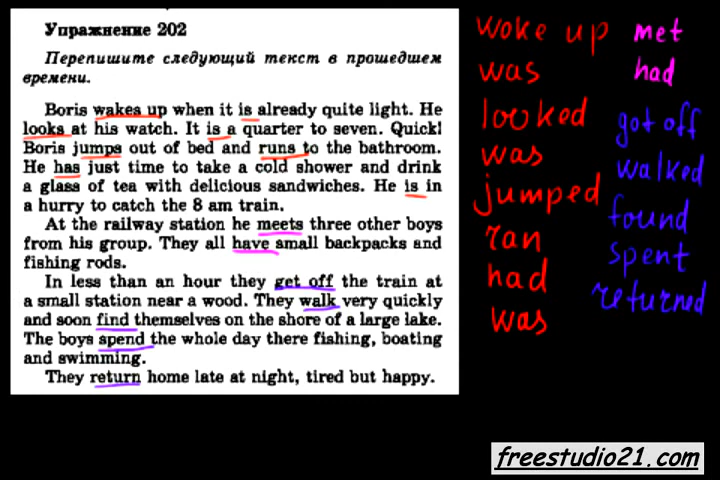 Упражнение 202
Перепишите следующий текст в прошедшем
времени.
Boris wakes up when it is already quite light. He
looks at his watch. It is a quarter to seven. Quick!
Boris jumps out of bed and runs to the bathroom.
He has just time to take a cold shower and drink
a glass of tea with delicious sandwiches. He is in
a hurry to catch the 8 am train.
At the railway station he meets three other boys
from his group. They all have small backpacks and
fishing rods.
In less than an hour they get off the train at
a small station near a wood. They walk very quickly
and soon find themselves on the shore of a large lake.
The boys spend the whole day there fishing, boating
and swimming.
They return home late at night, tired but happy.
woke up
was
looked
was
jumped
ran
had
was
met
had
got off
walked
found
spent
returned
freestudio21.com